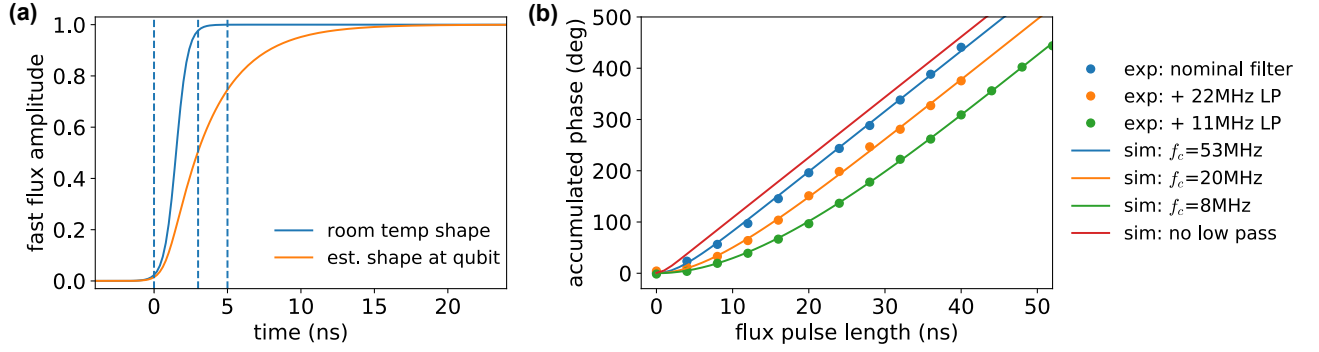 (a)
1.0
0.8
0.6
0.4
0.2
0.0
fast flux amplitude
0
3
5
10
15
20
time (ns)
room temp shape
est. shape at qubit
(b)
500
400
300
200
100
0
accumulated phase (deg)
0
10
20
30
40
50
flux pulse length (ns)
exp: nominal filter
exp: + 22MHz LP
exp: + 11MHz LP
sim: f_c=53MHz
sim: f_c=20MHz
sim: f_c=8MHz
sim: no low pass